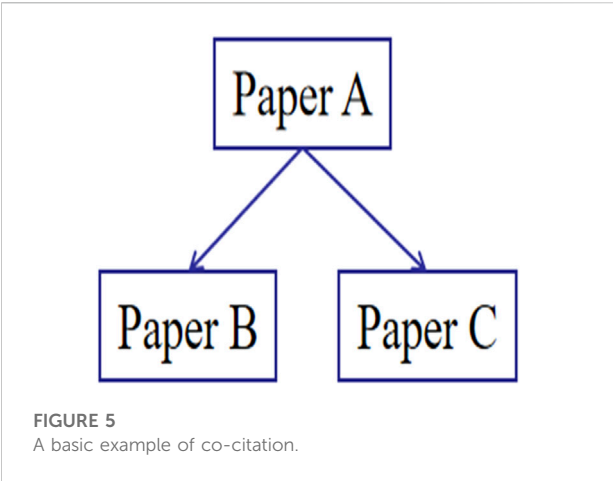 Paper A
Paper B
Paper C
FIGURE 5
A basic example of co-citation.